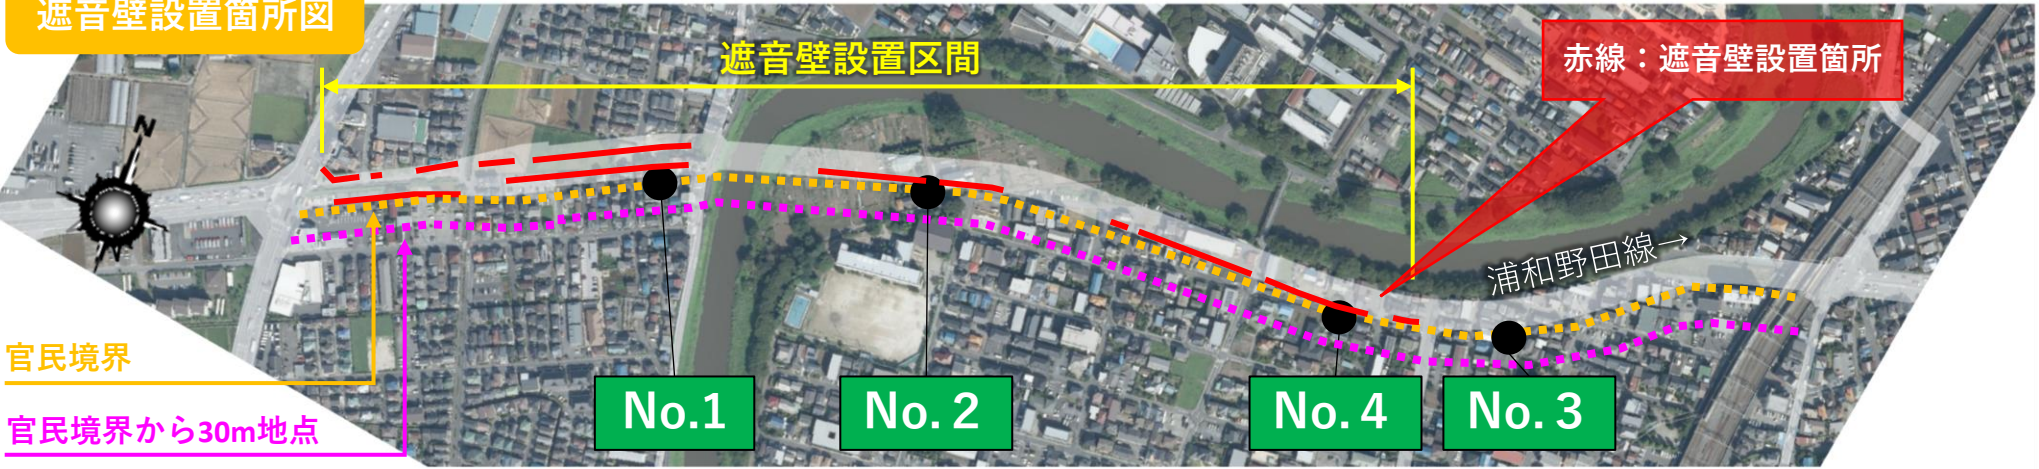 遮音壁設置箇所図
遮音壁設置区間
赤線：遮音壁設置箇所
N
浦和野田線→
官民境界
官民境界から30m地点
No.1
No. 2
No. 4
No. 3